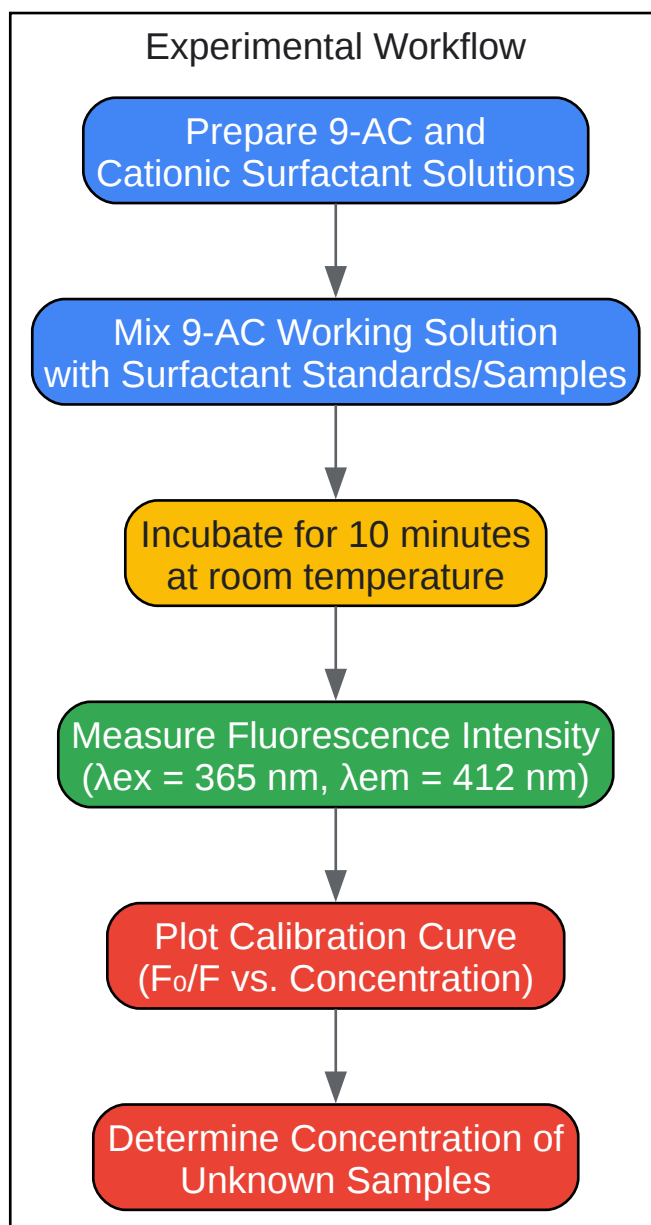 Experimental Workflow
Prepare 9-AC and
Cationic Surfactant Solutions
Mix 9-AC Working Solution
with Surfactant Standards/Samples
Incubate for 10 minutes
at room temperature
Measure Fluorescence Intensity
(λex = 365 nm, λem = 412 nm)
Plot Calibration Curve
(F₀/F vs. Concentration)
Determine Concentration of
Unknown Samples